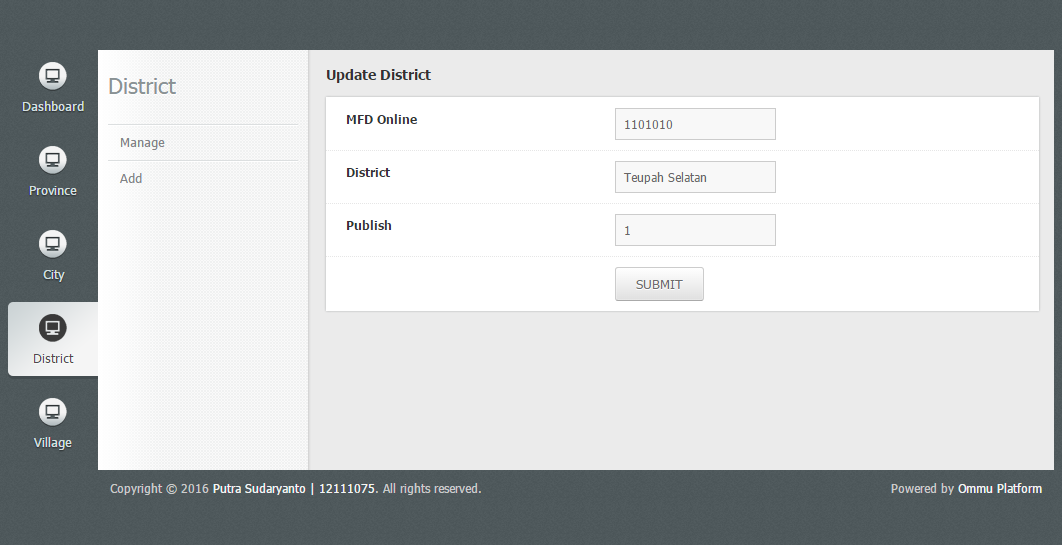 Dashboard
Province
City
District
Village
District
Manage
Add
Update District
MFD Online
1101010
District
Teupah Selatan
Publish
1
SUBMIT
Copyright © 2016 Putra Sudaryanto | 12111075. All rights reserved.
Powered by Ommu Platform